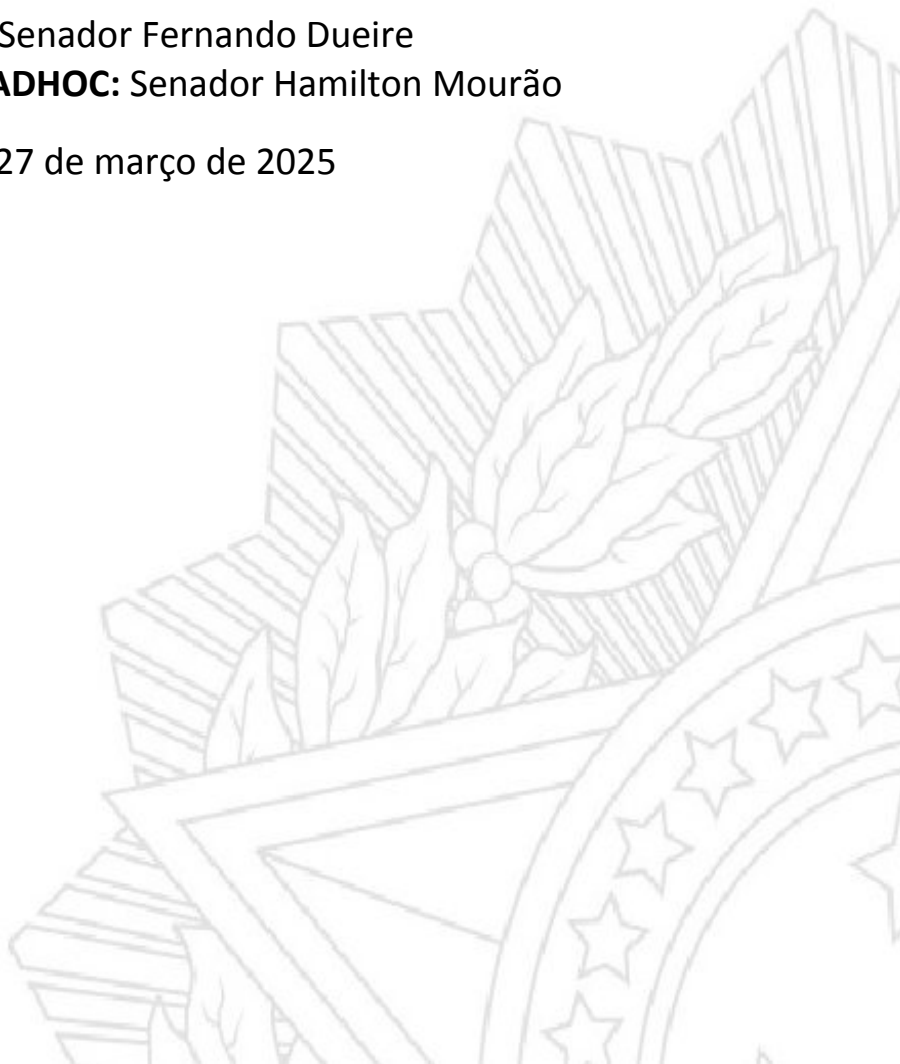 Senador Fernando Dueire
ADHOC: Senador Hamilton Mourão
27 de março de 2025